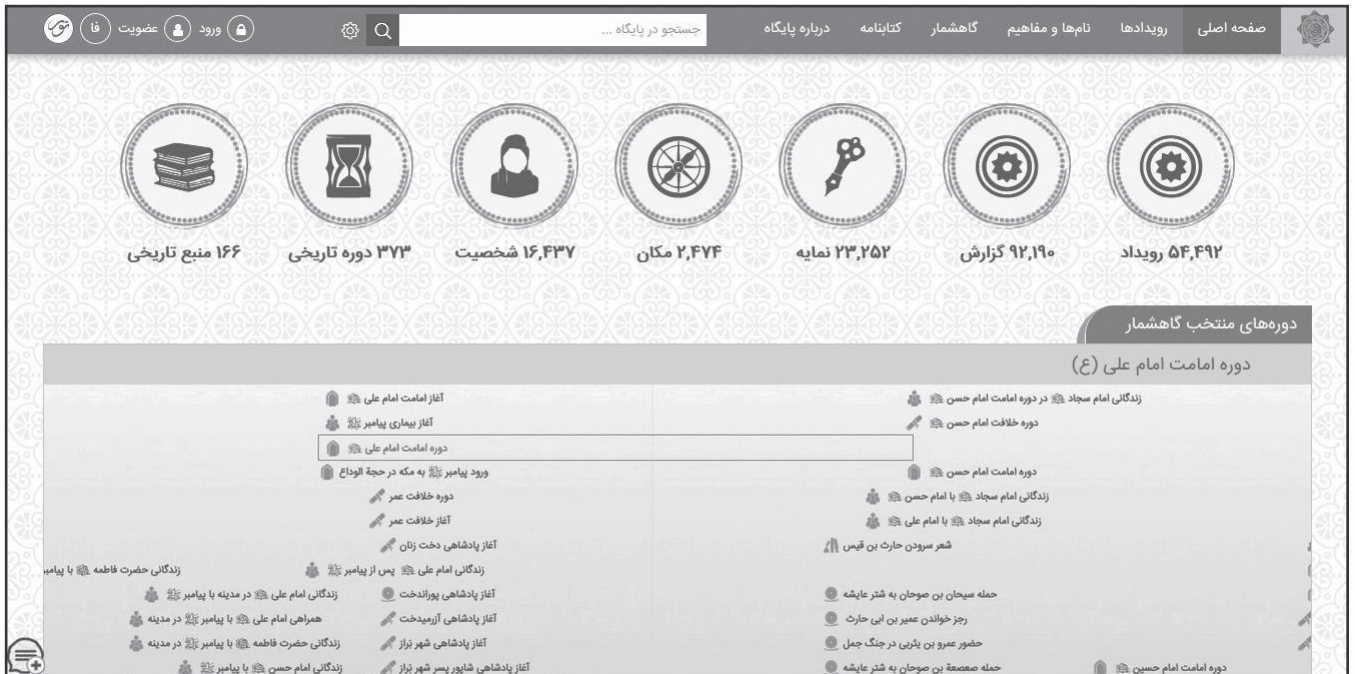 صفحه اصلی رویدادها نام‌ها و مفاهیم گاهشمار کتابنامه درباره پایگاه جستجو در پایگاه ... ورود عضویت فا نور
۵۴,۴۹۲ رویداد ۹۲,۱۹۰ گزارش ۲۳,۲۵۲ نمایه ۲,۴۷۴ مکان ۱۶,۴۳۷ شخصیت ۳۷۳ دوره تاریخی ۱۶۶ منبع تاریخی
دوره‌های منتخب گاهشمار
دوره امامت امام علی (ع)
زندگانی امام سجاد در دوره امامت امام حسن آغاز امامت امام علی
دوره خلافت امام حسن آغاز بیماری پیامبر
دوره امامت امام علی
دوره امامت امام حسن ورود پیامبر به مکه در حجة الوداع
زندگانی امام سجاد با امام حسن دوره خلافت عمر
زندگانی امام سجاد با امام علی آغاز خلافت عمر
شعر سرودن حارث بن قیس آغاز پادشاهی دخت زنان
زندگانی امام علی پس از پیامبر زندگانی حضرت فاطمه با پیامبر
حمله سیحان بن صوحان به شتر عایشه آغاز پادشاهی پوراندخت زندگانی امام علی در مدینه با پیامبر
رجز خواندن عمیر بن ابی حارث آغاز پادشاهی آزرمیدخت همراهی امام علی با پیامبر در مدینه
حضور عمرو بن یثربی در جنگ جمل آغاز پادشاهی شهر براز زندگانی حضرت فاطمه با پیامبر در مدینه
دوره امامت امام حسین حمله صعصعة بن صوحان به شتر عایشه آغاز پادشاهی شاپور پسر شهر براز زندگانی امام حسن با پیامبر